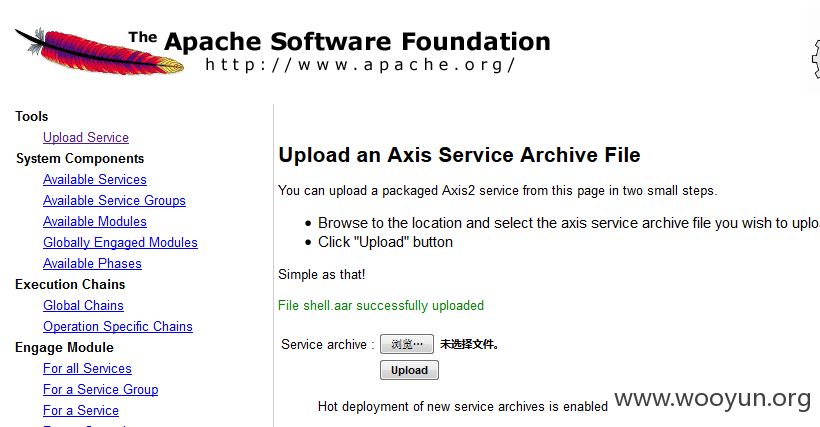 The Apache Software Foundation
http://www.apache.org/
Tools
Upload Service
System Components
Available Services
Available Service Groups
Available Modules
Globally Engaged Modules
Available Phases
Execution Chains
Global Chains
Operation Specific Chains
Engage Module
For all Services
For a Service Group
For a Service
Upload an Axis Service Archive File
You can upload a packaged Axis2 service from this page in two small steps.
Browse to the location and select the axis service archive file you wish to
Click "Upload" button
Simple as that!
File shell.aar successfully uploaded
Service archive : 浏览… 未选择文件。
Upload
Hot deployment of new service archives is enabled
www.wooyun.org